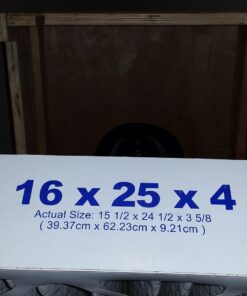 16 x 25 x 4
Actual Size: 15 1/2 x 24 1/2 x 3 5/8
( 39.37cm x 62.23cm x 9.21cm )